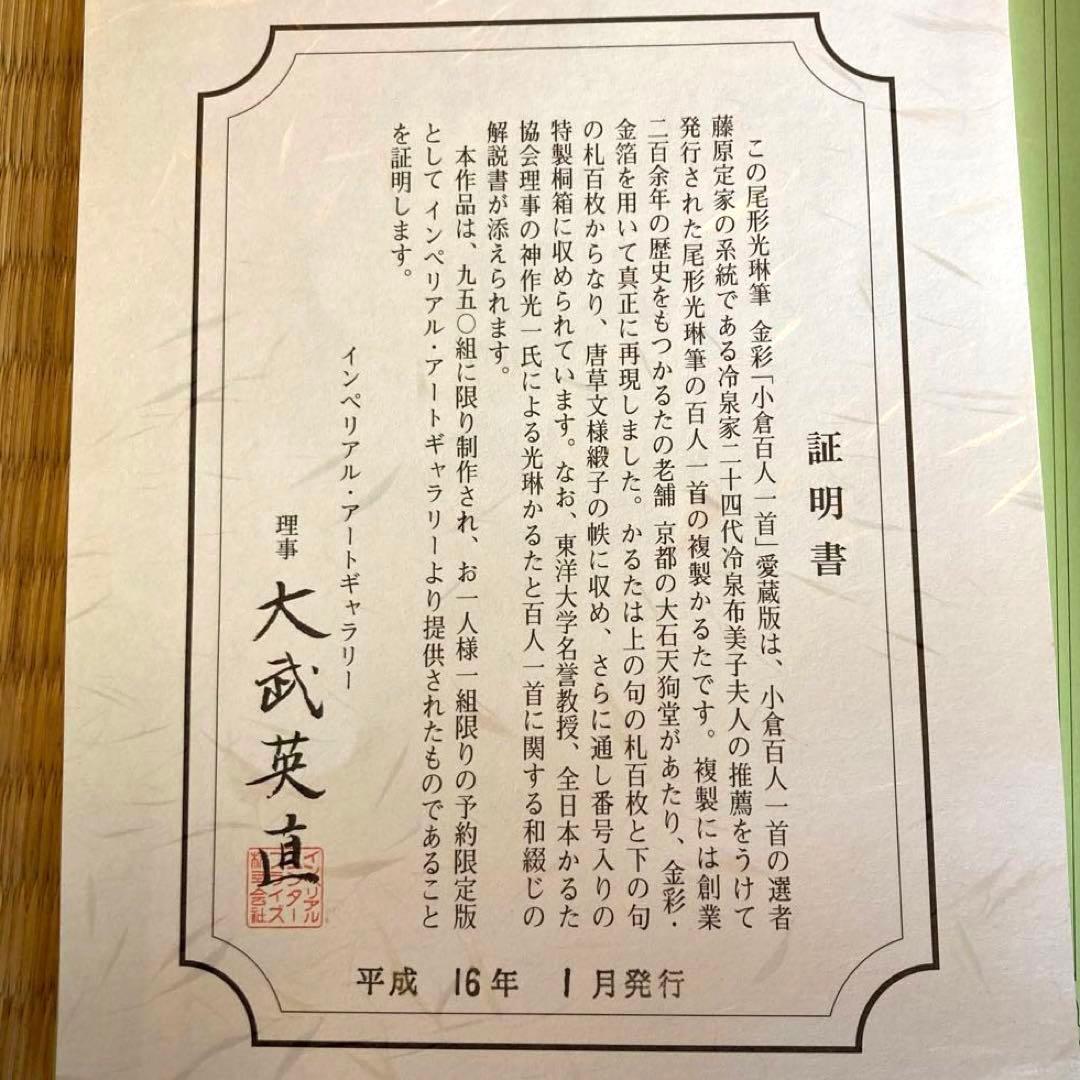 証明書
この尾形光琳筆 金彩「小倉百人一首」愛蔵版は、小倉百人一首の選者
藤原定家の系統である冷泉家二十四代冷泉布美子夫人の推薦をうけて
発行された尾形光琳筆の百人一首の複製かるたです。複製には創業
二百余年の歴史をもつかるたの老舗 京都の大石天狗堂があたり、金彩・
金箔を用いて真正に再現しました。かるたは上の句の札百枚と下の句
の札百枚からなり、唐草文様緞子の帙に収め、さらに通し番号入りの
特製桐箱に収められています。なお、東洋大学名誉教授、全日本かるた
協会理事の神作光一氏による光琳かるたと百人一首に関する和綴じの
解説書が添えられます。
本作品は、九五〇組に限り制作され、お一人様一組限りの予約限定版
として インペリアル・アートギャラリーより提供されたものであること
を証明します。
インペリアル・アートギャラリー
理事 大武英直
インペリアル
エンター
プライズ
株式会社
平成 16年 1月発行